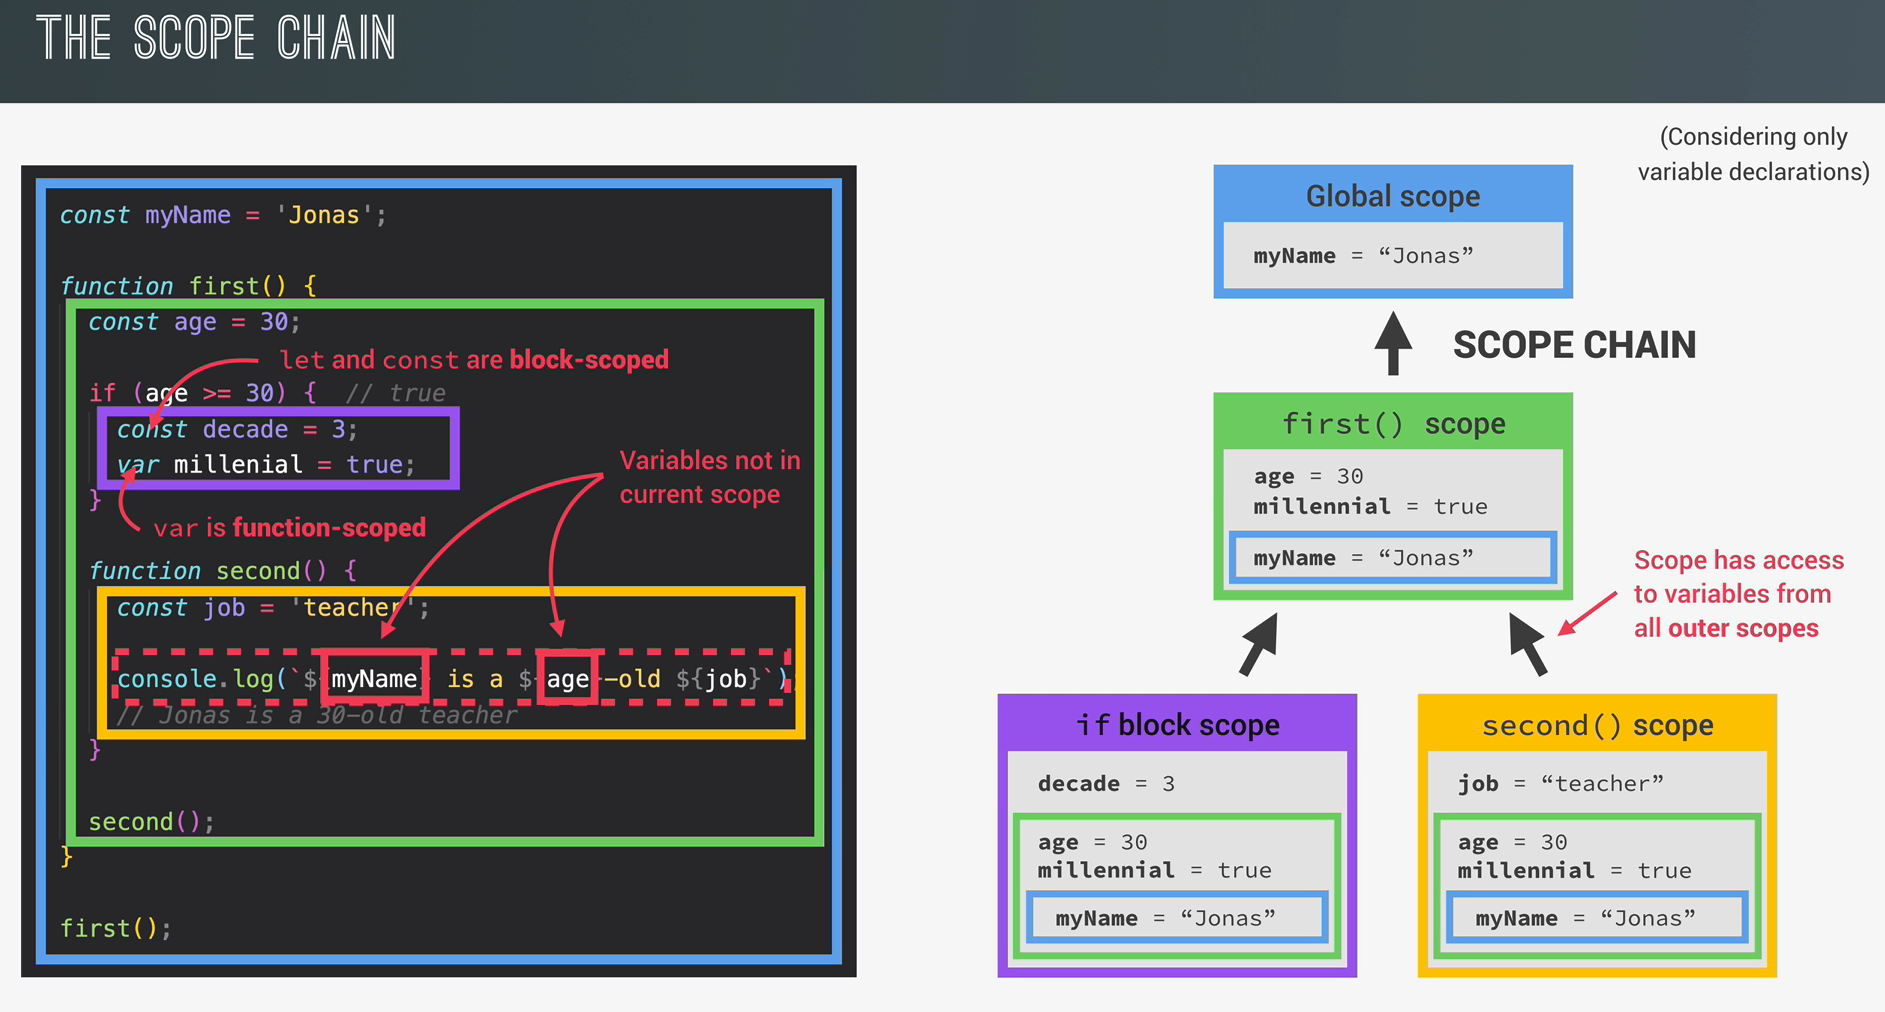 THE SCOPE CHAIN
(Considering only
variable declarations)
const myName = 'Jonas';
function first() {
const age = 30;
let and const are block-scoped
if (age >= 30) { // true
const decade = 3;
var millenial = true;
}
var is function-scoped
Variables not in
current scope
function second() {
const job = 'teacher';
console.log(`${myName} is a ${age}-old ${job}`)
// Jonas is a 30-old teacher
}
second();
}
first();
Global scope
myName = “Jonas”
SCOPE CHAIN
first() scope
age = 30
millennial = true
myName = “Jonas”
Scope has access
to variables from
all outer scopes
if block scope
decade = 3
age = 30
millennial = true
myName = “Jonas”
second() scope
job = “teacher”
age = 30
millennial = true
myName = “Jonas”